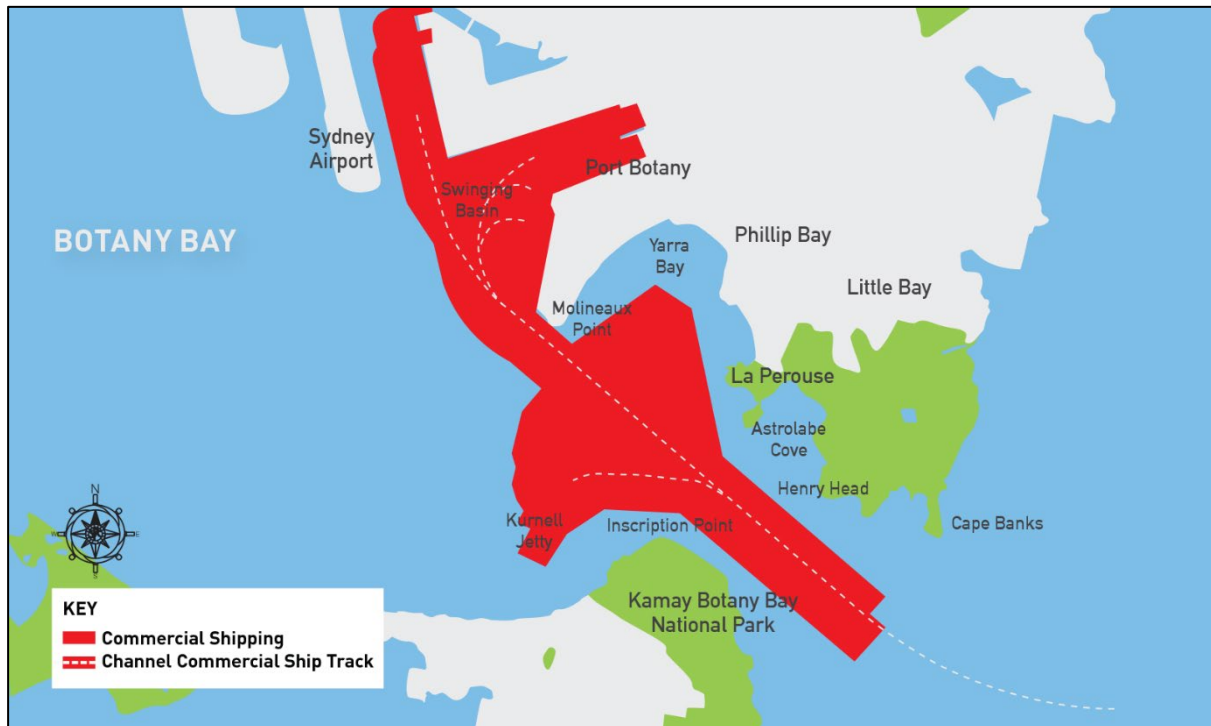 Sydney
Airport
Port Botany
Swinging
Basin
BOTANY BAY
Phillip Bay
Yarra
Bay
Little Bay
Molineaux
Point
La Perouse
Astrolabe
Cove
Henry Head
Cape Banks
Kurnell
Jetty
Inscription Point
N
W
E
S
Kamay Botany Bay
National Park
KEY
Commercial Shipping
Channel Commercial Ship Track